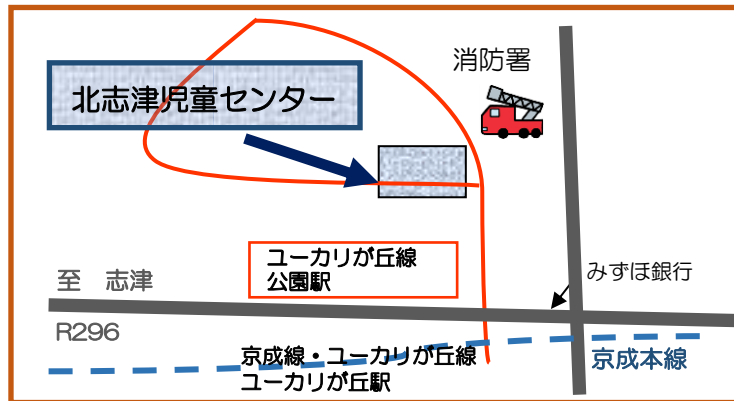 消防署
北志津児童センター
ユーカリが丘線
公園駅
みずほ銀行
至　志津
R296
京成線・ユーカリが丘線
ユーカリが丘駅
京成本線